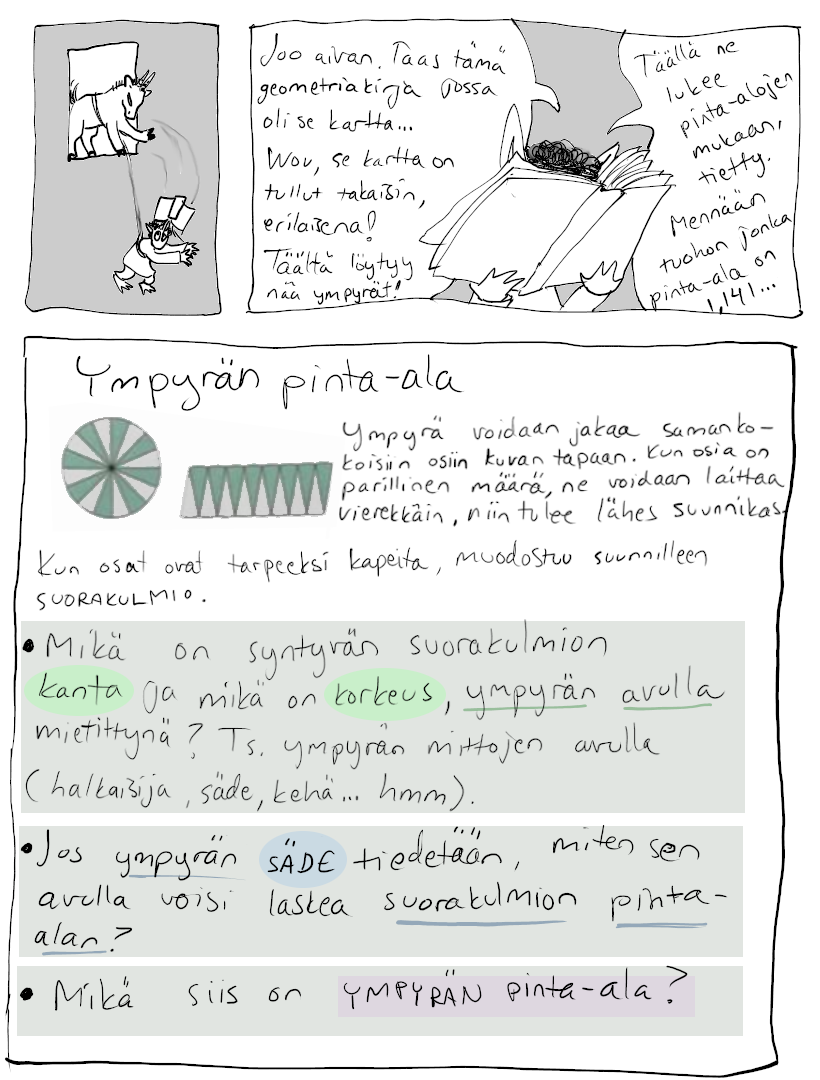 Joo aivan. Taas tämä
geometriakirja jossa
oli se kartta...
Wov, se kartta on
tullut takaisin,
erilaisena!
Täältä löytyy
nää ympyrät!
Täällä ne
lukee
pinta-alojen
mukaan,
tietty.
Mennään
tuohon jonka
pinta-ala on
1,141...
Ympyrän pinta-ala
Ympyrä voidaan jakaa samanko-
koisiin osiin kuvan tapaan. Kun osia on
parillinen määrä, ne voidaan laittaa
vierekkäin, niin tulee lähes suunnikas.
Kun osat ovat tarpeeksi kapeita, muodostuu suunnilleen
SUORAKULMIO.
• Mikä on syntyvän suorakulmion
kanta ja mikä on korkeus, ympyrän avulla
mietittynä? Ts. ympyrän mittojen avulla
(halkaisija, säde, kehä... hmm).
• Jos ympyrän SÄDE tiedetään, miten sen
avulla voisi laskea suorakulmion pinta-
alan?
• Mikä siis on YMPYRÄN pinta-ala?